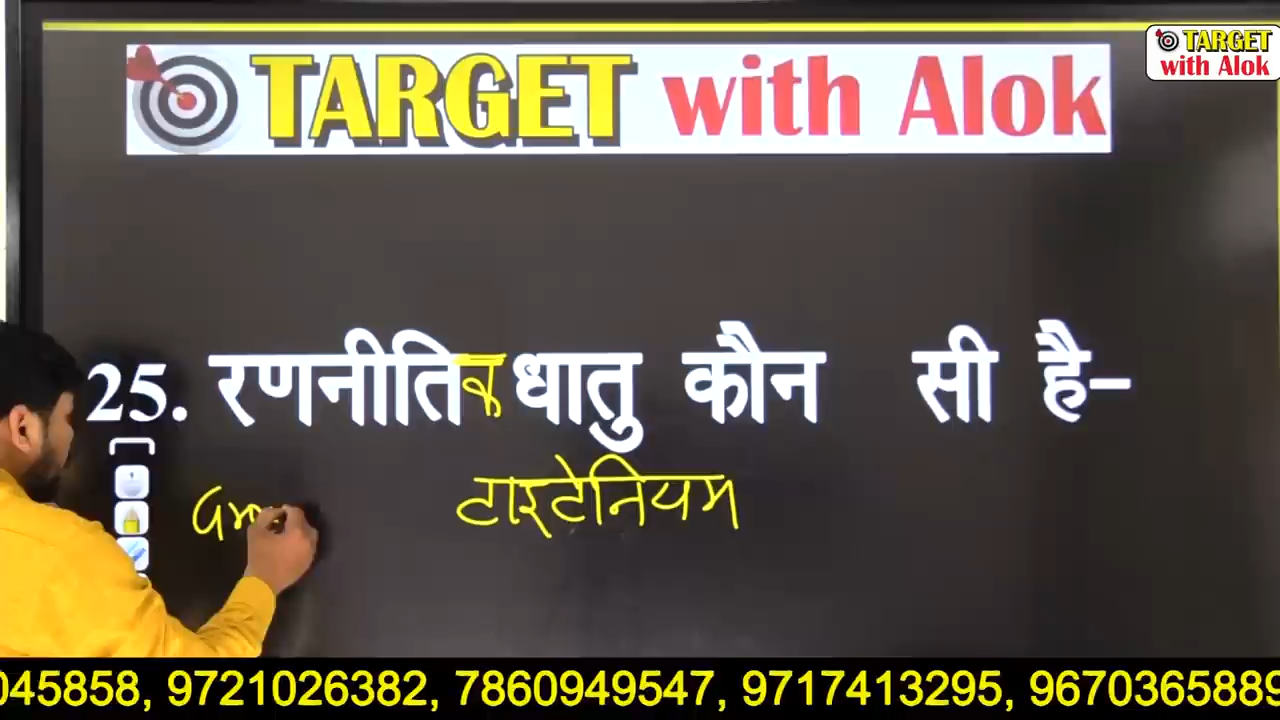 TARGET with Alok
TARGET
with Alok
25. रणनीतिक धातु कौन सी है–
टाइटेनियम
045858, 9721026382, 7860949547, 9717413295, 9670365889